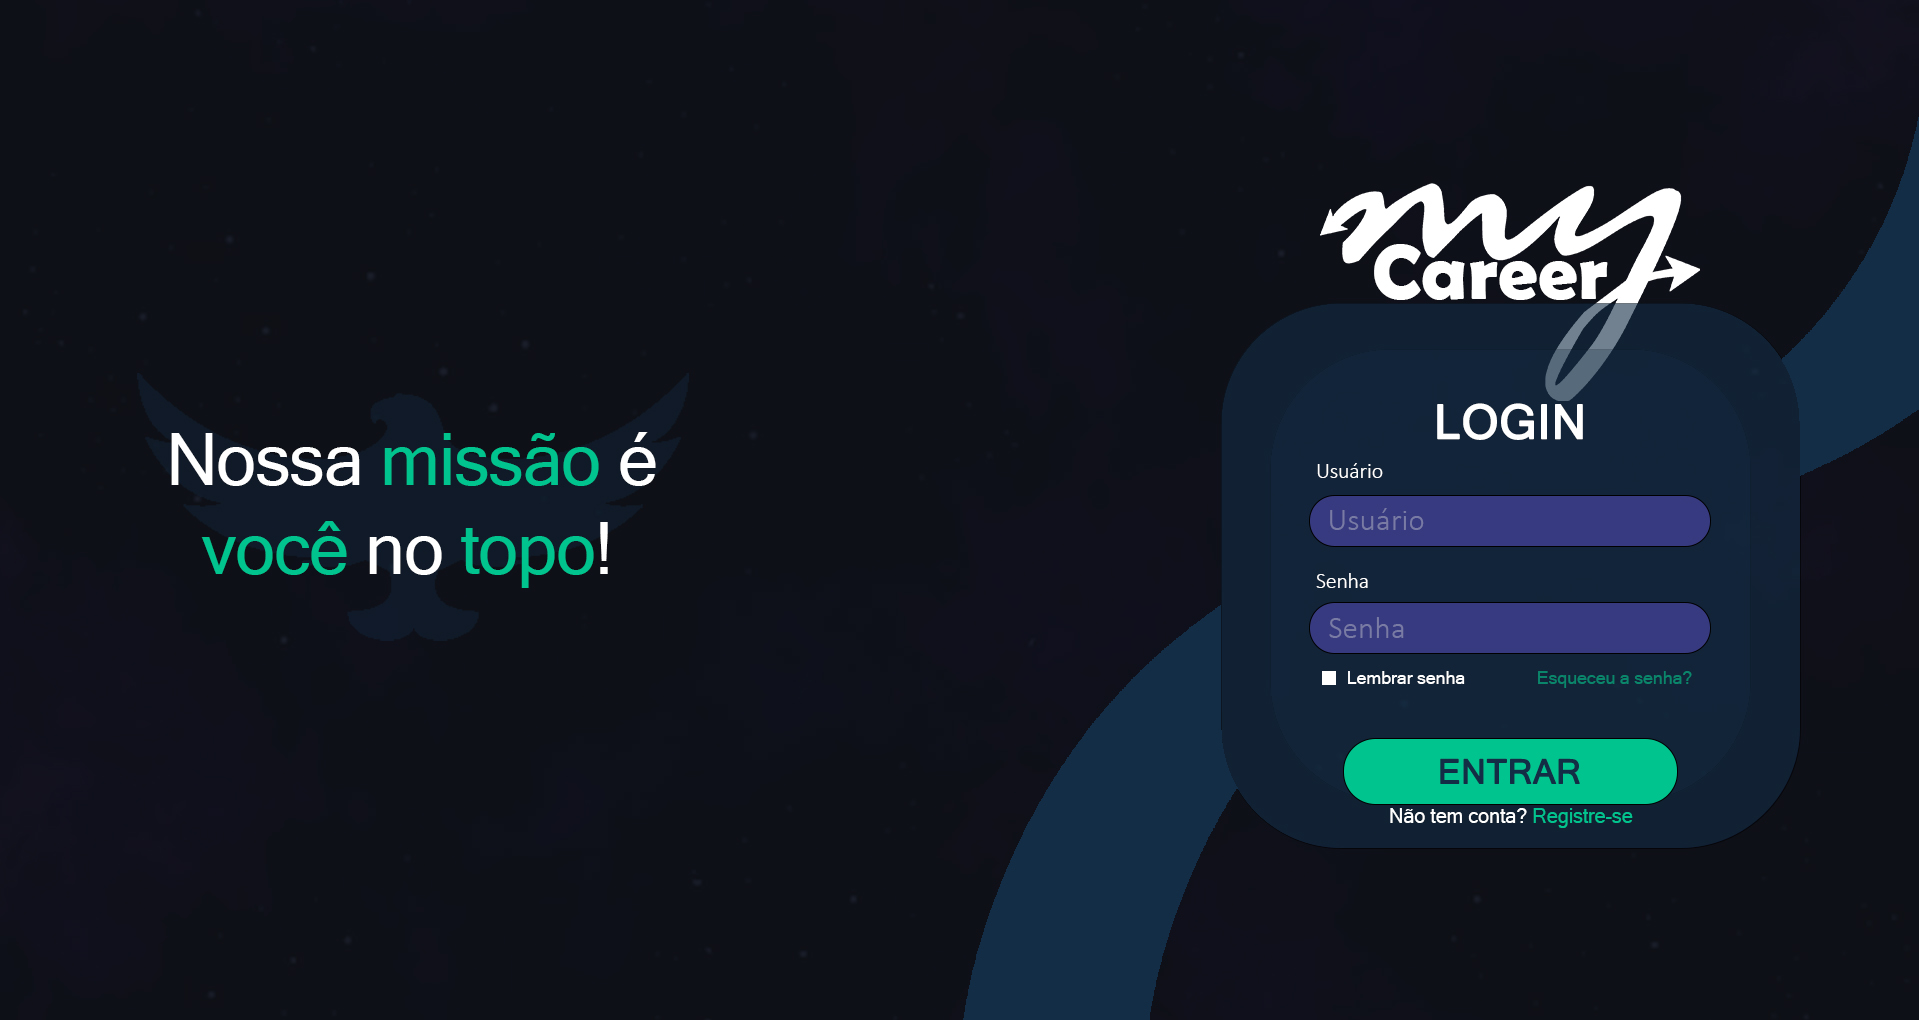 Nossa missão é
você no topo!
my
Career
LOGIN
Usuário
Usuário
Senha
Senha
Lembrar senha
Esqueceu a senha?
ENTRAR
Não tem conta? Registre-se